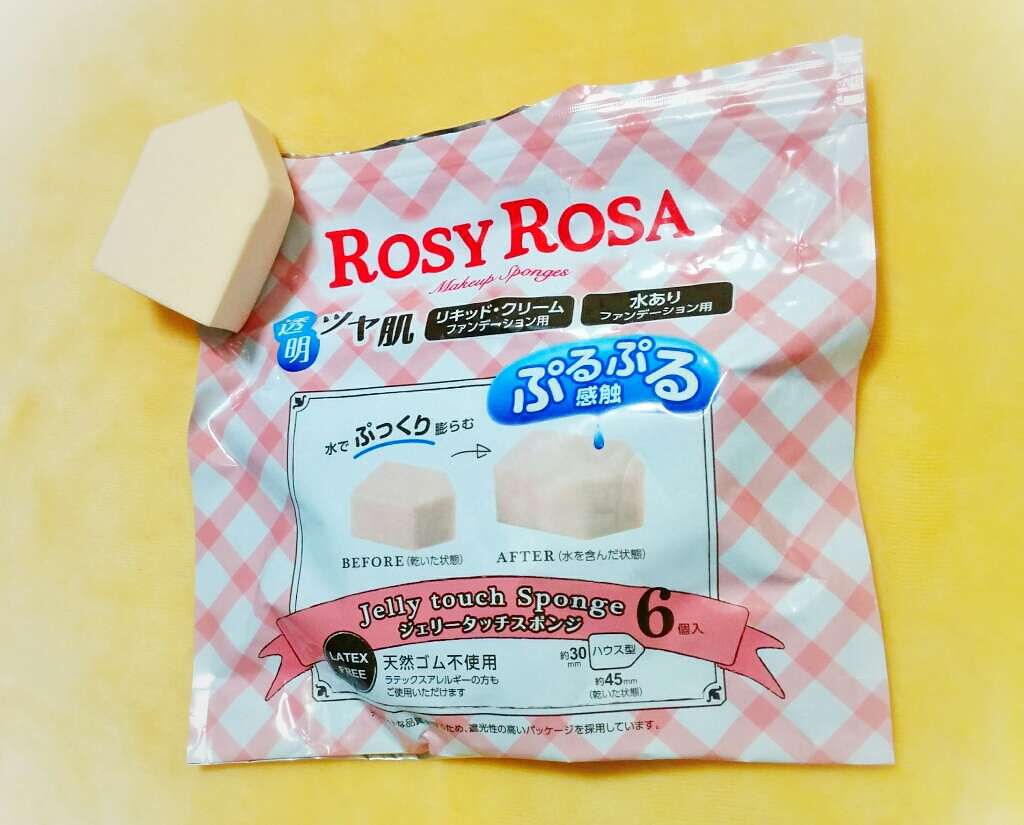 ROSY ROSA
Makeup Sponges
透明
ツヤ肌
リキッド・クリーム
ファンデーション用
水あり
ファンデーション用
ぷるぷる
感触
水でぷっくり膨らむ
BEFORE (乾いた状態)
AFTER (水を含んだ状態)
Jelly touch Sponge
ジェリータッチスポンジ
6個入
LATEX
FREE
天然ゴム不使用
ラテックスアレルギーの方も
ご使用いただけます
約30
mm
ハウス型
約45mm
(乾いた状態)
な品質 ため、遮光性の高いパッケージを採用しています。